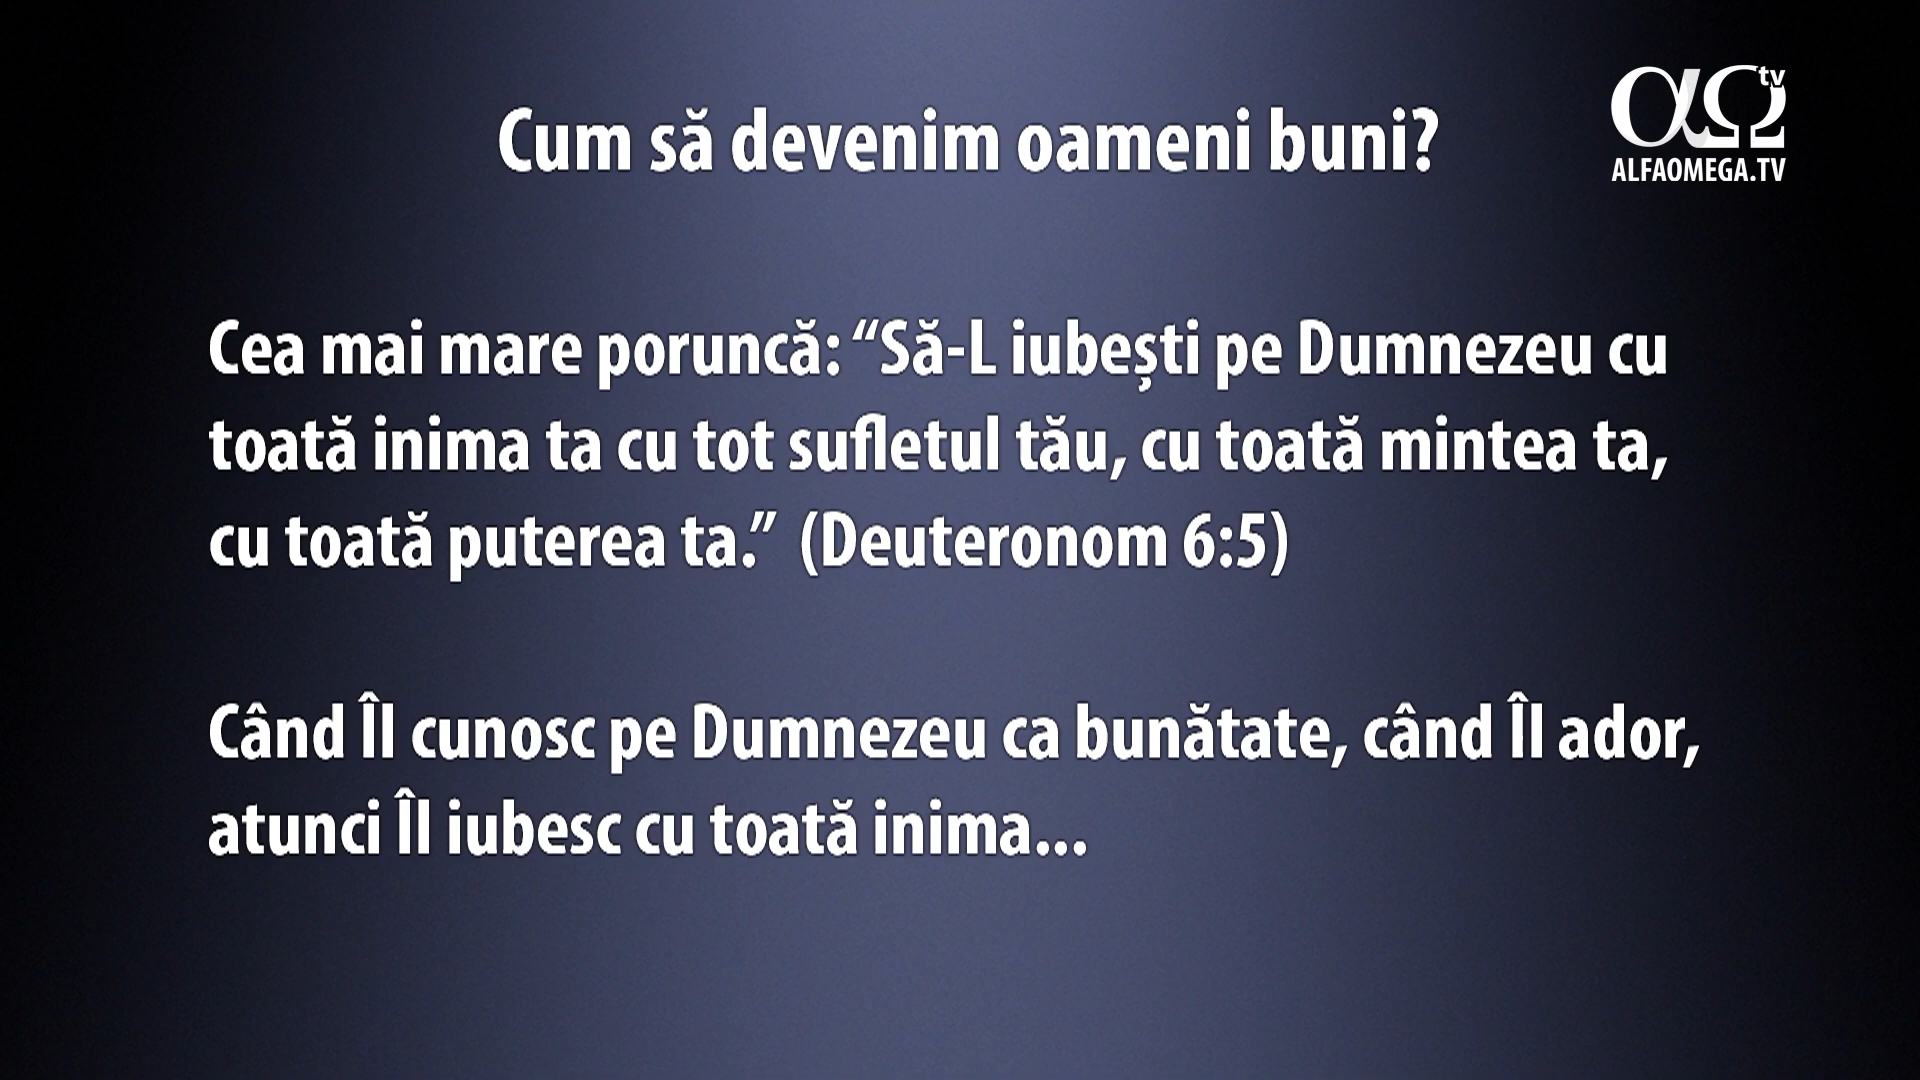 αΩ tv
ALFAOMEGA.TV
Cum să devenim oameni buni?
Cea mai mare poruncă: “Să-L iubești pe Dumnezeu cu
toată inima ta cu tot sufletul tău, cu toată mintea ta,
cu toată puterea ta.” (Deuteronom 6:5)
Când Îl cunosc pe Dumnezeu ca bunătate, când Îl ador,
atunci Îl iubesc cu toată inima...